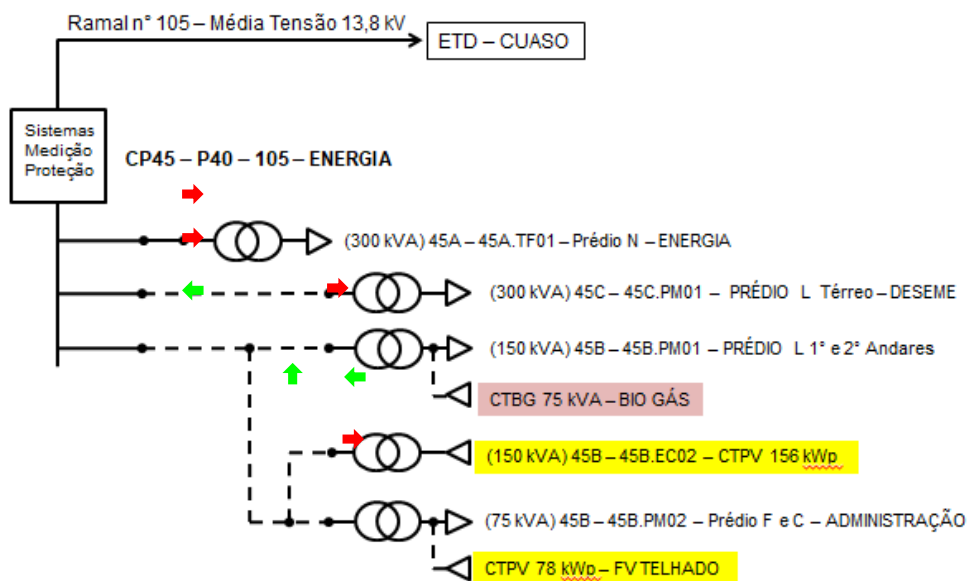 Ramal n° 105 – Média Tensão 13,8 kV
ETD – CUASO
Sistemas
Medição
Proteção
CP45 – P40 – 105 – ENERGIA
(300 kVA) 45A – 45A.TF01 – Prédio N – ENERGIA
(300 kVA) 45C – 45C.PM01 – PRÉDIO L Térreo – DESEME
(150 kVA) 45B – 45B.PM01 – PRÉDIO L 1° e 2° Andares
CTBG 75 kVA – BIO GÁS
(150 kVA) 45B – 45B.EC02 – CTPV 156 kWp
(75 kVA) 45B – 45B.PM02 – Prédio F e C – ADMINISTRAÇÃO
CTPV 78 kWp – FV TELHADO